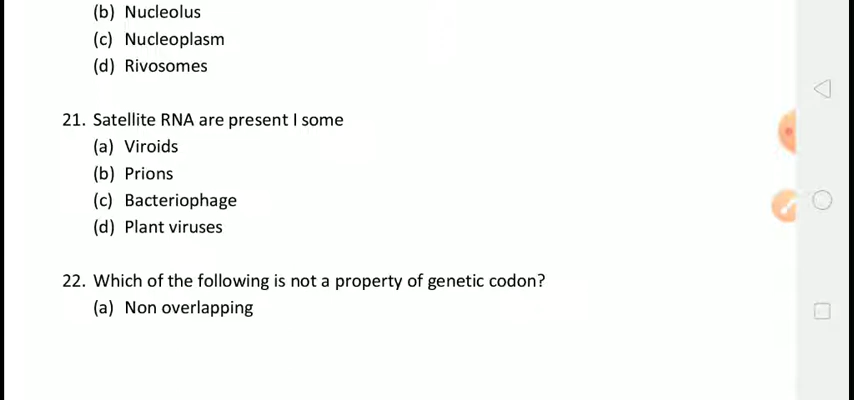 (b) Nucleolus
(c) Nucleoplasm
(d) Rivosomes
21. Satellite RNA are present I some
(a) Viroids
(b) Prions
(c) Bacteriophage
(d) Plant viruses
22. Which of the following is not a property of genetic codon?
(a) Non overlapping